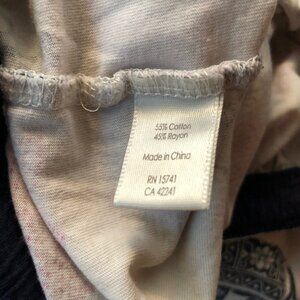 55% Cotton
45% Rayon
Made in China
RN 15741
CA 42241